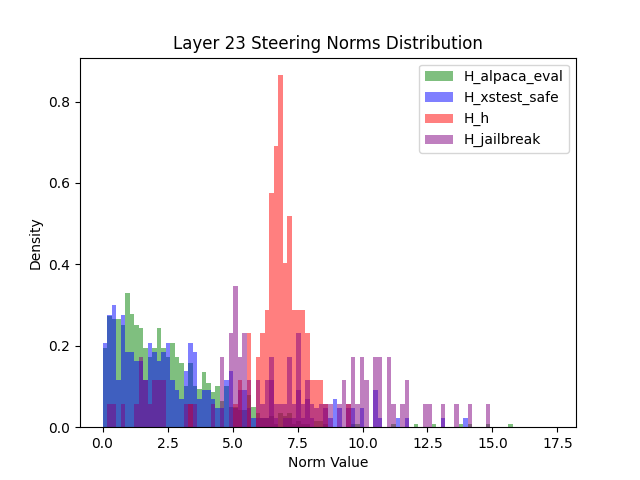 Layer 23 Steering Norms Distribution
H_alpaca_eval
H_xstest_safe
H_h
H_jailbreak
Density
0.8
0.6
0.4
0.2
0.0
0.0 2.5 5.0 7.5 10.0 12.5 15.0 17.5
Norm Value